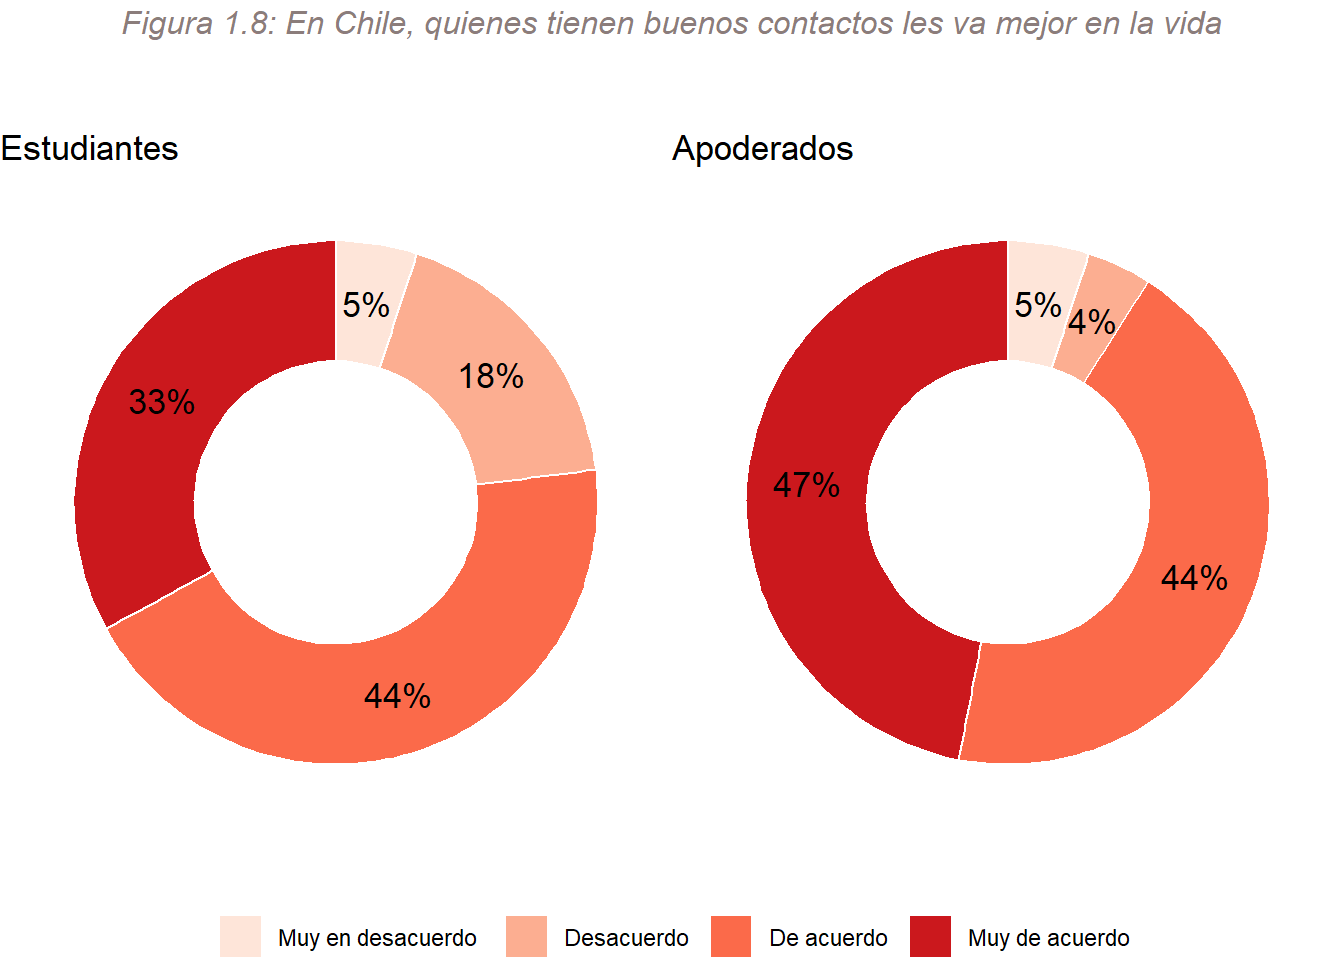 Figura 1.8: En Chile, quienes tienen buenos contactos les va mejor en la vida
Estudiantes
Apoderados
5%
18%
33%
44%
5%
4%
47%
44%
Muy en desacuerdo
Desacuerdo
De acuerdo
Muy de acuerdo